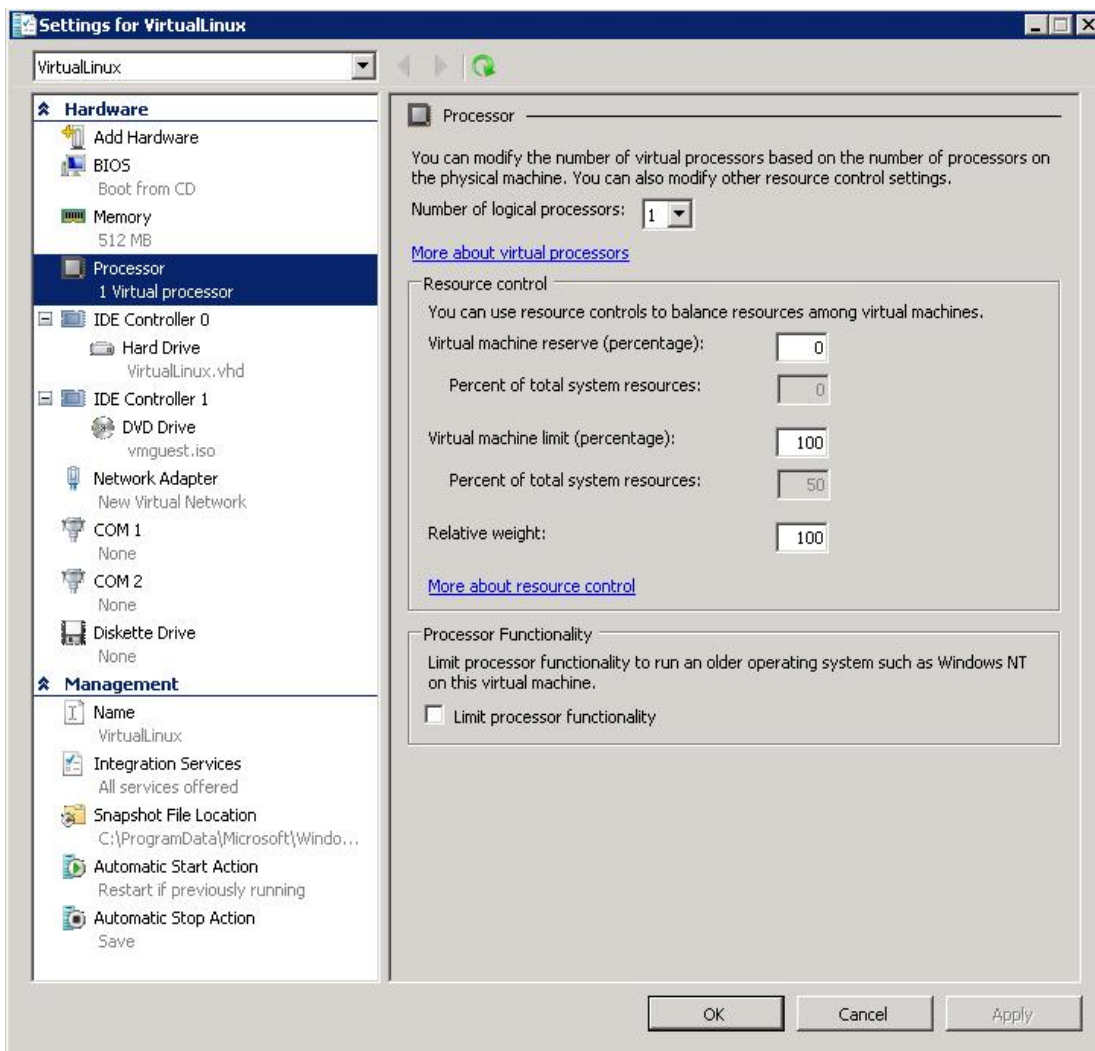 Settings for VirtualLinux
VirtualLinux
Hardware
Add Hardware
BIOS
Boot from CD
Memory
512 MB
Processor
1 Virtual processor
IDE Controller 0
Hard Drive
VirtualLinux.vhd
IDE Controller 1
DVD Drive
vmguest.iso
Network Adapter
New Virtual Network
COM 1
None
COM 2
None
Diskette Drive
None
Management
Name
VirtualLinux
Integration Services
All services offered
Snapshot File Location
C:\ProgramData\Microsoft\Windo...
Automatic Start Action
Restart if previously running
Automatic Stop Action
Save
Processor
You can modify the number of virtual processors based on the number of processors on
the physical machine. You can also modify other resource control settings.
Number of logical processors: 1
More about virtual processors
Resource control
You can use resource controls to balance resources among virtual machines.
Virtual machine reserve (percentage): 0
Percent of total system resources: 0
Virtual machine limit (percentage): 100
Percent of total system resources: 50
Relative weight: 100
More about resource control
Processor Functionality
Limit processor functionality to run an older operating system such as Windows NT
on this virtual machine.
Limit processor functionality
OK Cancel Apply